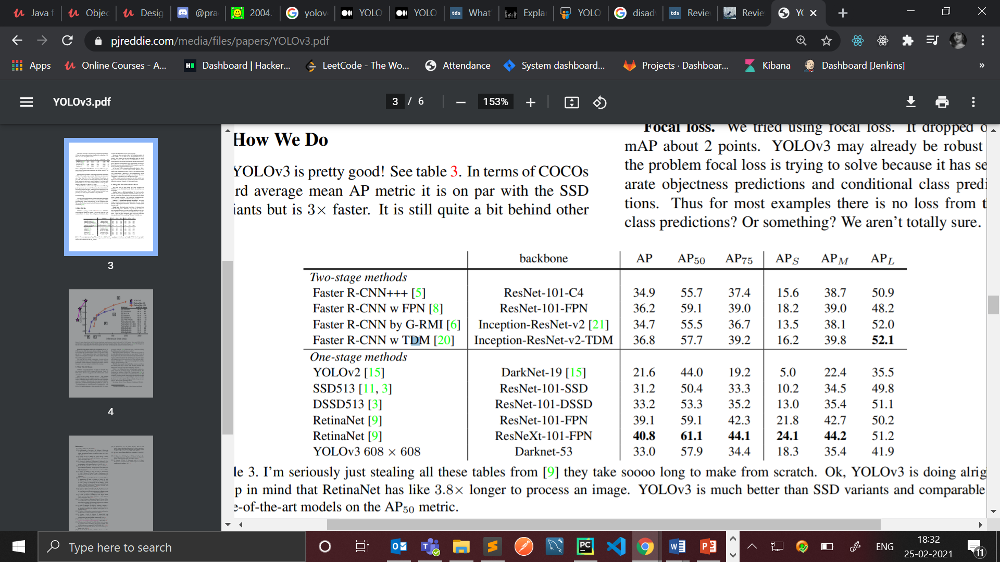 Java f
Objec
Desig
@pra
2004.
yolov
YOLO
YOLO
What'
Explai
YOLO
disad
Review
Revie
YO
pjreddie.com/media/files/papers/YOLOv3.pdf
Apps
Online Courses - A...
Dashboard | Hacker...
LeetCode - The Wo...
Attendance
System dashboard...
Projects · Dashboar...
Kibana
Dashboard [Jenkins]
»
YOLOv3.pdf
3 / 6
153%
3
4
How We Do
YOLOv3 is pretty good! See table 3. In terms of COCOs
rd average mean AP metric it is on par with the SSD
iants but is 3× faster. It is still quite a bit behind other
Focal loss. We tried using focal loss. It dropped o
mAP about 2 points. YOLOv3 may already be robust
the problem focal loss is trying to solve because it has se
arate objectness predictions and conditional class predi
tions. Thus for most examples there is no loss from t
class predictions? Or something? We aren't totally sure.
backbone AP AP50 AP75 APS APM APL
Two-stage methods
Faster R-CNN+++ [5] ResNet-101-C4 34.9 55.7 37.4 15.6 38.7 50.9
Faster R-CNN w FPN [8] ResNet-101-FPN 36.2 59.1 39.0 18.2 39.0 48.2
Faster R-CNN by G-RMI [6] Inception-ResNet-v2 [21] 34.7 55.5 36.7 13.5 38.1 52.0
Faster R-CNN w TDM [20] Inception-ResNet-v2-TDM 36.8 57.7 39.2 16.2 39.8 52.1
One-stage methods
YOLOv2 [15] DarkNet-19 [15] 21.6 44.0 19.2 5.0 22.4 35.5
SSD513 [11, 3] ResNet-101-SSD 31.2 50.4 33.3 10.2 34.5 49.8
DSSD513 [3] ResNet-101-DSSD 33.2 53.3 35.2 13.0 35.4 51.1
RetinaNet [9] ResNet-101-FPN 39.1 59.1 42.3 21.8 42.7 50.2
RetinaNet [9] ResNeXt-101-FPN 40.8 61.1 44.1 24.1 44.2 51.2
YOLOv3 608 × 608 Darknet-53 33.0 57.9 34.4 18.3 35.4 41.9
le 3. I'm seriously just stealing all these tables from [9] they take soooo long to make from scratch. Ok, YOLOv3 is doing alrig
p in mind that RetinaNet has like 3.8× longer to process an image. YOLOv3 is much better than SSD variants and comparable
e-of-the-art models on the AP50 metric.
Type here to search
ENG
18:32
25-02-2021
11